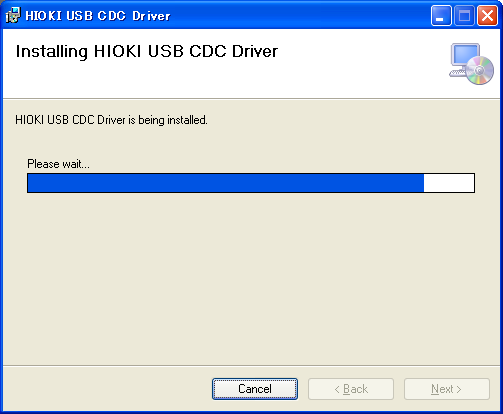 HIOKI USB CDC Driver
Installing HIOKI USB CDC Driver
HIOKI USB CDC Driver is being installed.
Please wait...
Cancel
< Back
Next >